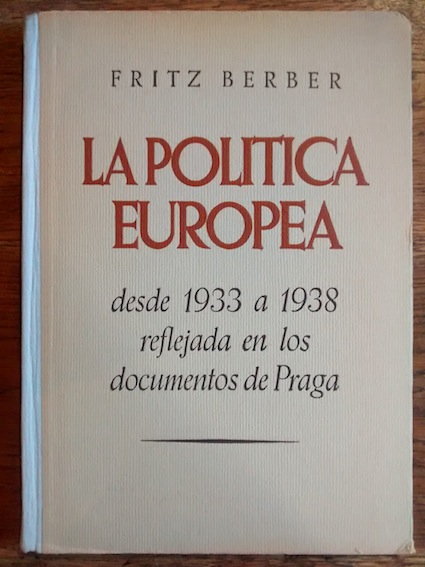 FRITZ BERBER
LA POLITICA
EUROPEA
desde 1933 a 1938
reflejada en los
documentos de Praga